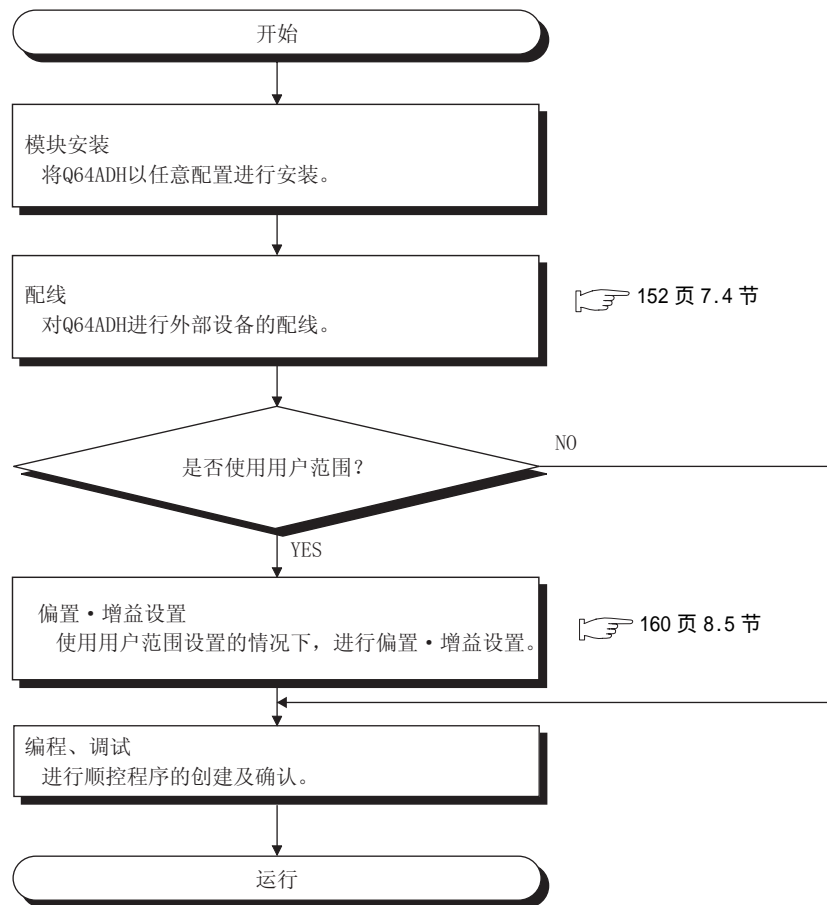 开始
模块安装
将Q64ADH以任意配置进行安装。
配线
对Q64ADH进行外部设备的配线。
152 页 7.4 节
是否使用用户范围?
NO
YES
偏置·增益设置
使用用户范围设置的情况下，进行偏置·增益设置。
160 页 8.5 节
编程、调试
进行顺控程序的创建及确认。
运行